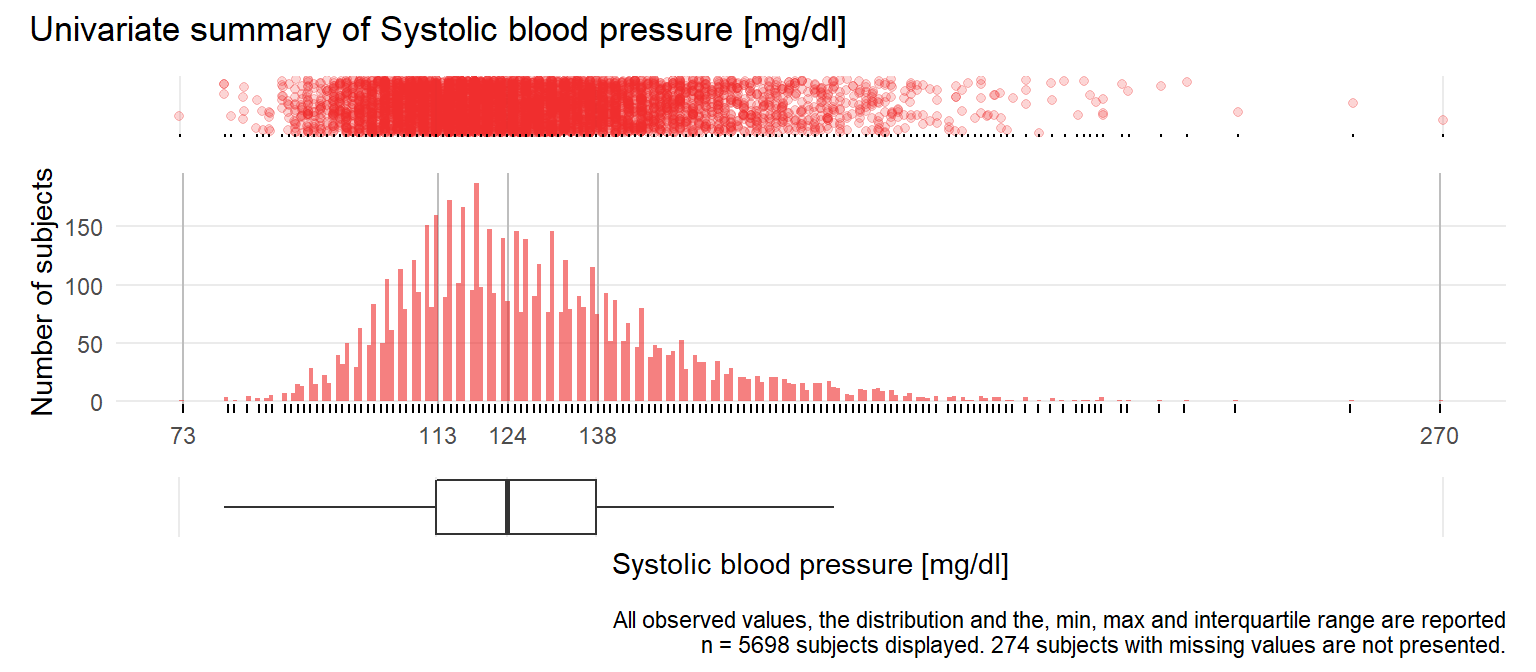 Univariate summary of Systolic blood pressure [mg/dl]
Number of subjects
150
100
50
0
73 113 124 138 270
Systolic blood pressure [mg/dl]
All observed values, the distribution and the, min, max and interquartile range are reported
n = 5698 subjects displayed. 274 subjects with missing values are not presented.